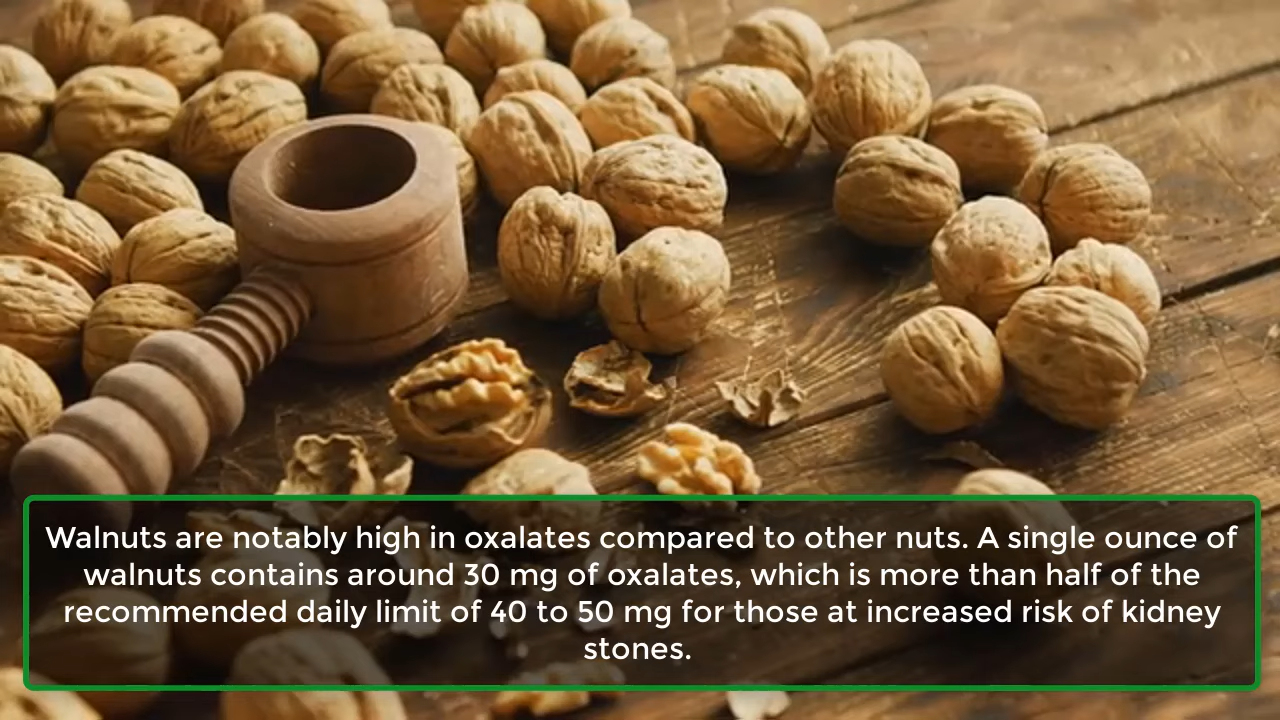 Walnuts are notably high in oxalates compared to other nuts. A single ounce of
walnuts contains around 30 mg of oxalates, which is more than half of the
recommended daily limit of 40 to 50 mg for those at increased risk of kidney
stones.